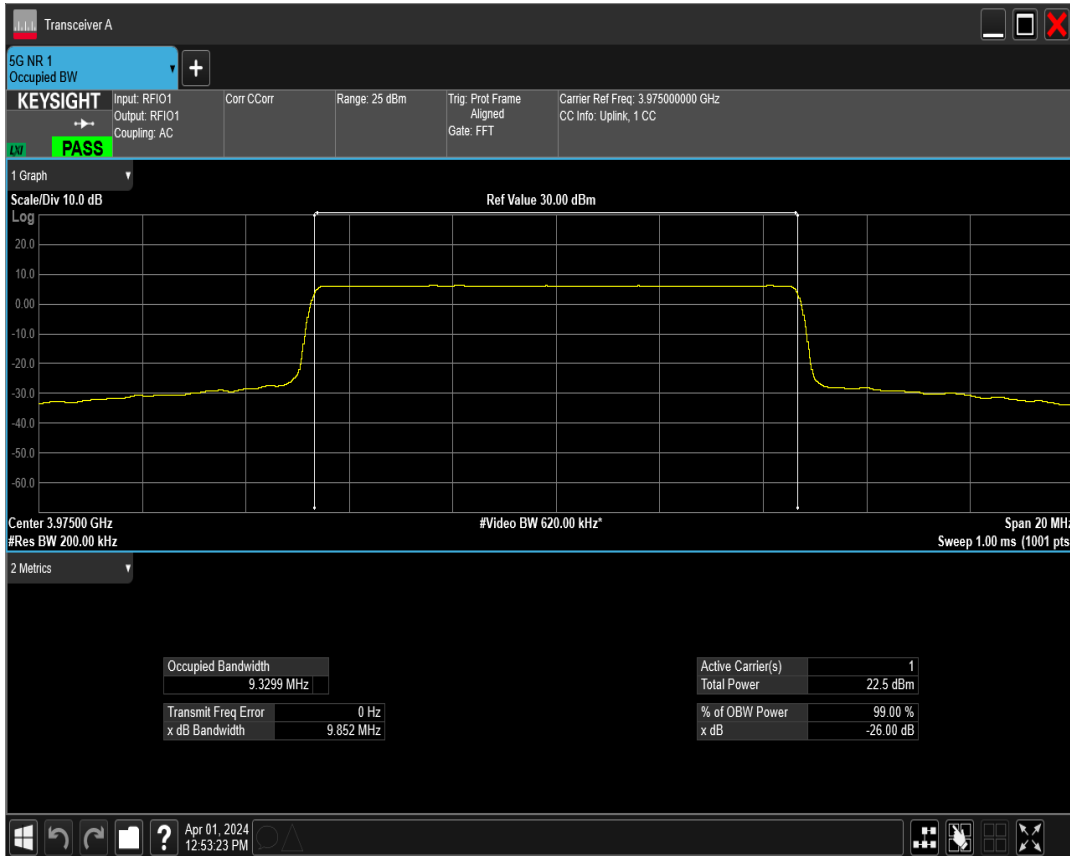 Transceiver A
5G NR 1
Occupied BW
KEYSIGHT
LXI
PASS
Input: RFIO1
Output: RFIO1
Coupling: AC
Corr CCorr
Range: 25 dBm
Trig: Prot Frame
Aligned
Gate: FFT
Carrier Ref Freq: 3.975000000 GHz
CC Info: Uplink, 1 CC
1 Graph
Scale/Div 10.0 dB
Ref Value 30.00 dBm
Log
20.0
10.0
0.00
-10.0
-20.0
-30.0
-40.0
-50.0
-60.0
Center 3.97500 GHz
#Video BW 620.00 kHz*
Span 20 MHz
#Res BW 200.00 kHz
Sweep 1.00 ms (1001 pts
2 Metrics
Occupied Bandwidth
9.3299 MHz
Transmit Freq Error 0 Hz
x dB Bandwidth 9.852 MHz
Active Carrier(s) 1
Total Power 22.5 dBm
% of OBW Power 99.00 %
x dB -26.00 dB
?
Apr 01, 2024
12:53:23 PM